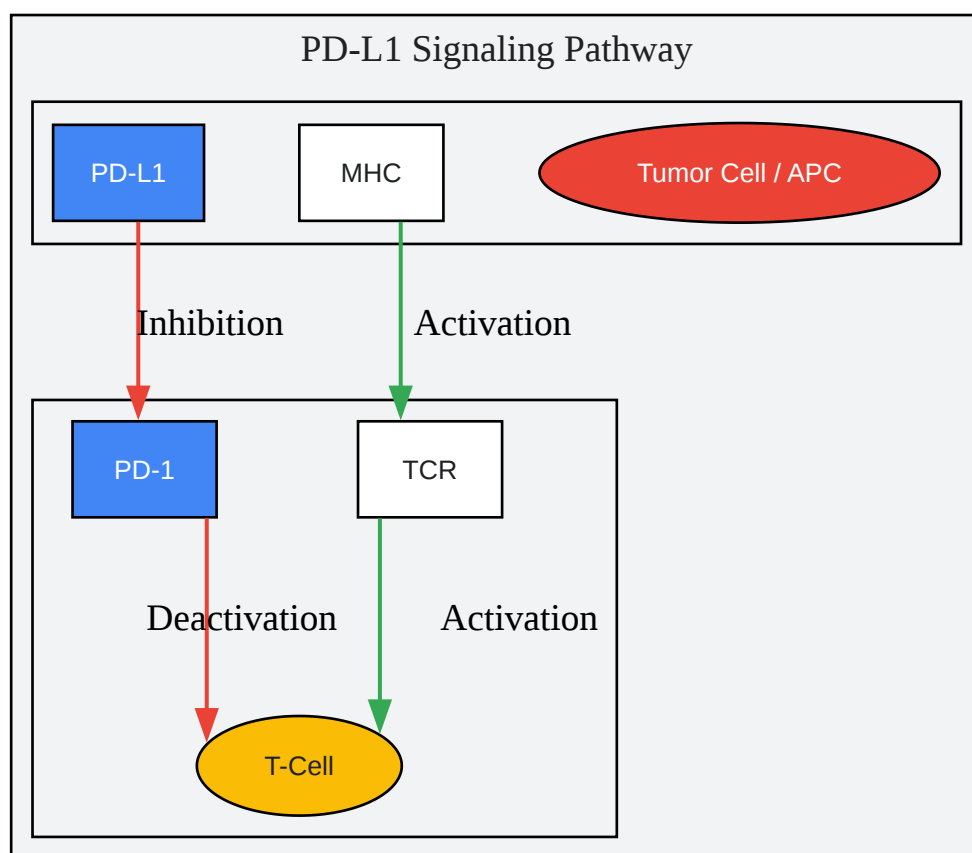 PD-L1 Signaling Pathway
PD-L1
MHC
Tumor Cell / APC
Inhibition
Activation
PD-1
TCR
Deactivation
Activation
T-Cell